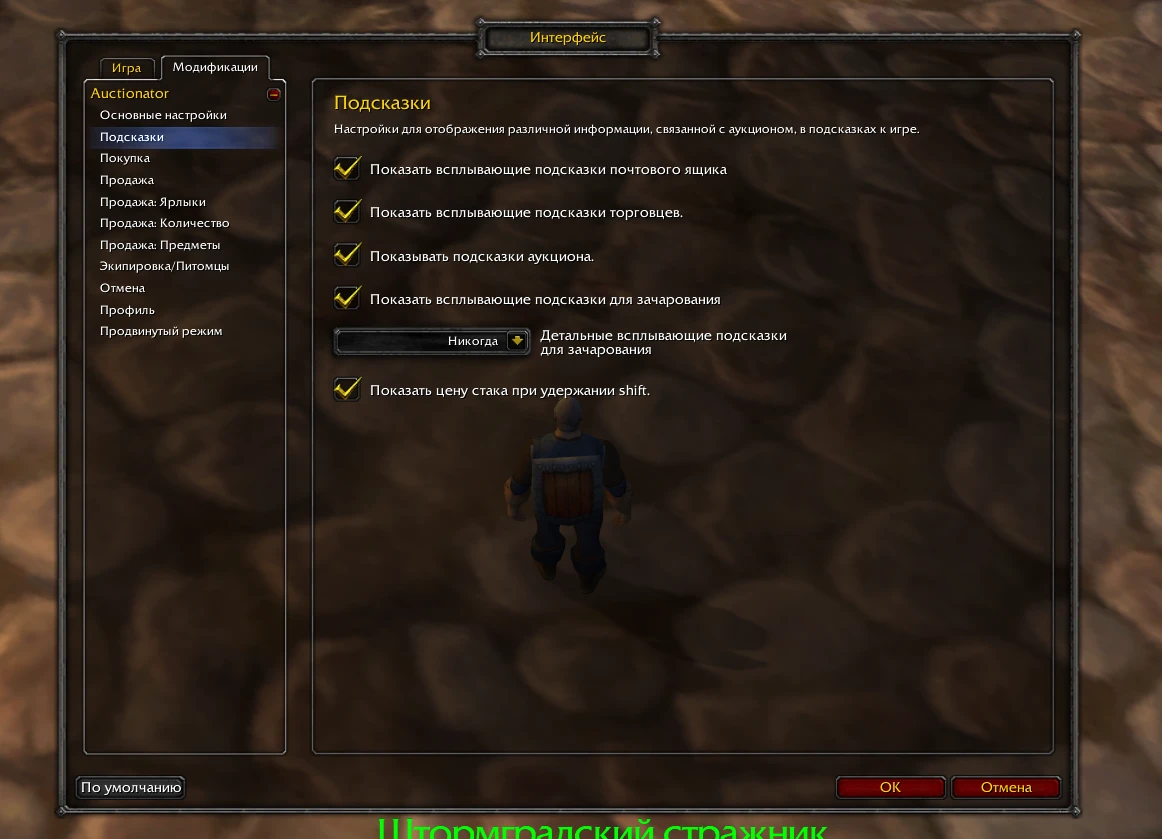 Интерфейс
Игра
Модификации
Auctionator
Основные настройки
Подсказки
Покупка
Продажа
Продажа: Ярлыки
Продажа: Количество
Продажа: Предметы
Экипировка/Питомцы
Отмена
Профиль
Продвинутый режим
Подсказки
Настройки для отображения различной информации, связанной с аукционом, в подсказках к игре.
Показать всплывающие подсказки почтового ящика
Показать всплывающие подсказки торговцев.
Показывать подсказки аукциона.
Показать всплывающие подсказки для зачарования
Никогда
Детальные всплывающие подсказки
для зачарования
Показать цену стака при удержании shift.
По умолчанию
ОК
Отмена
Штормградский стражник